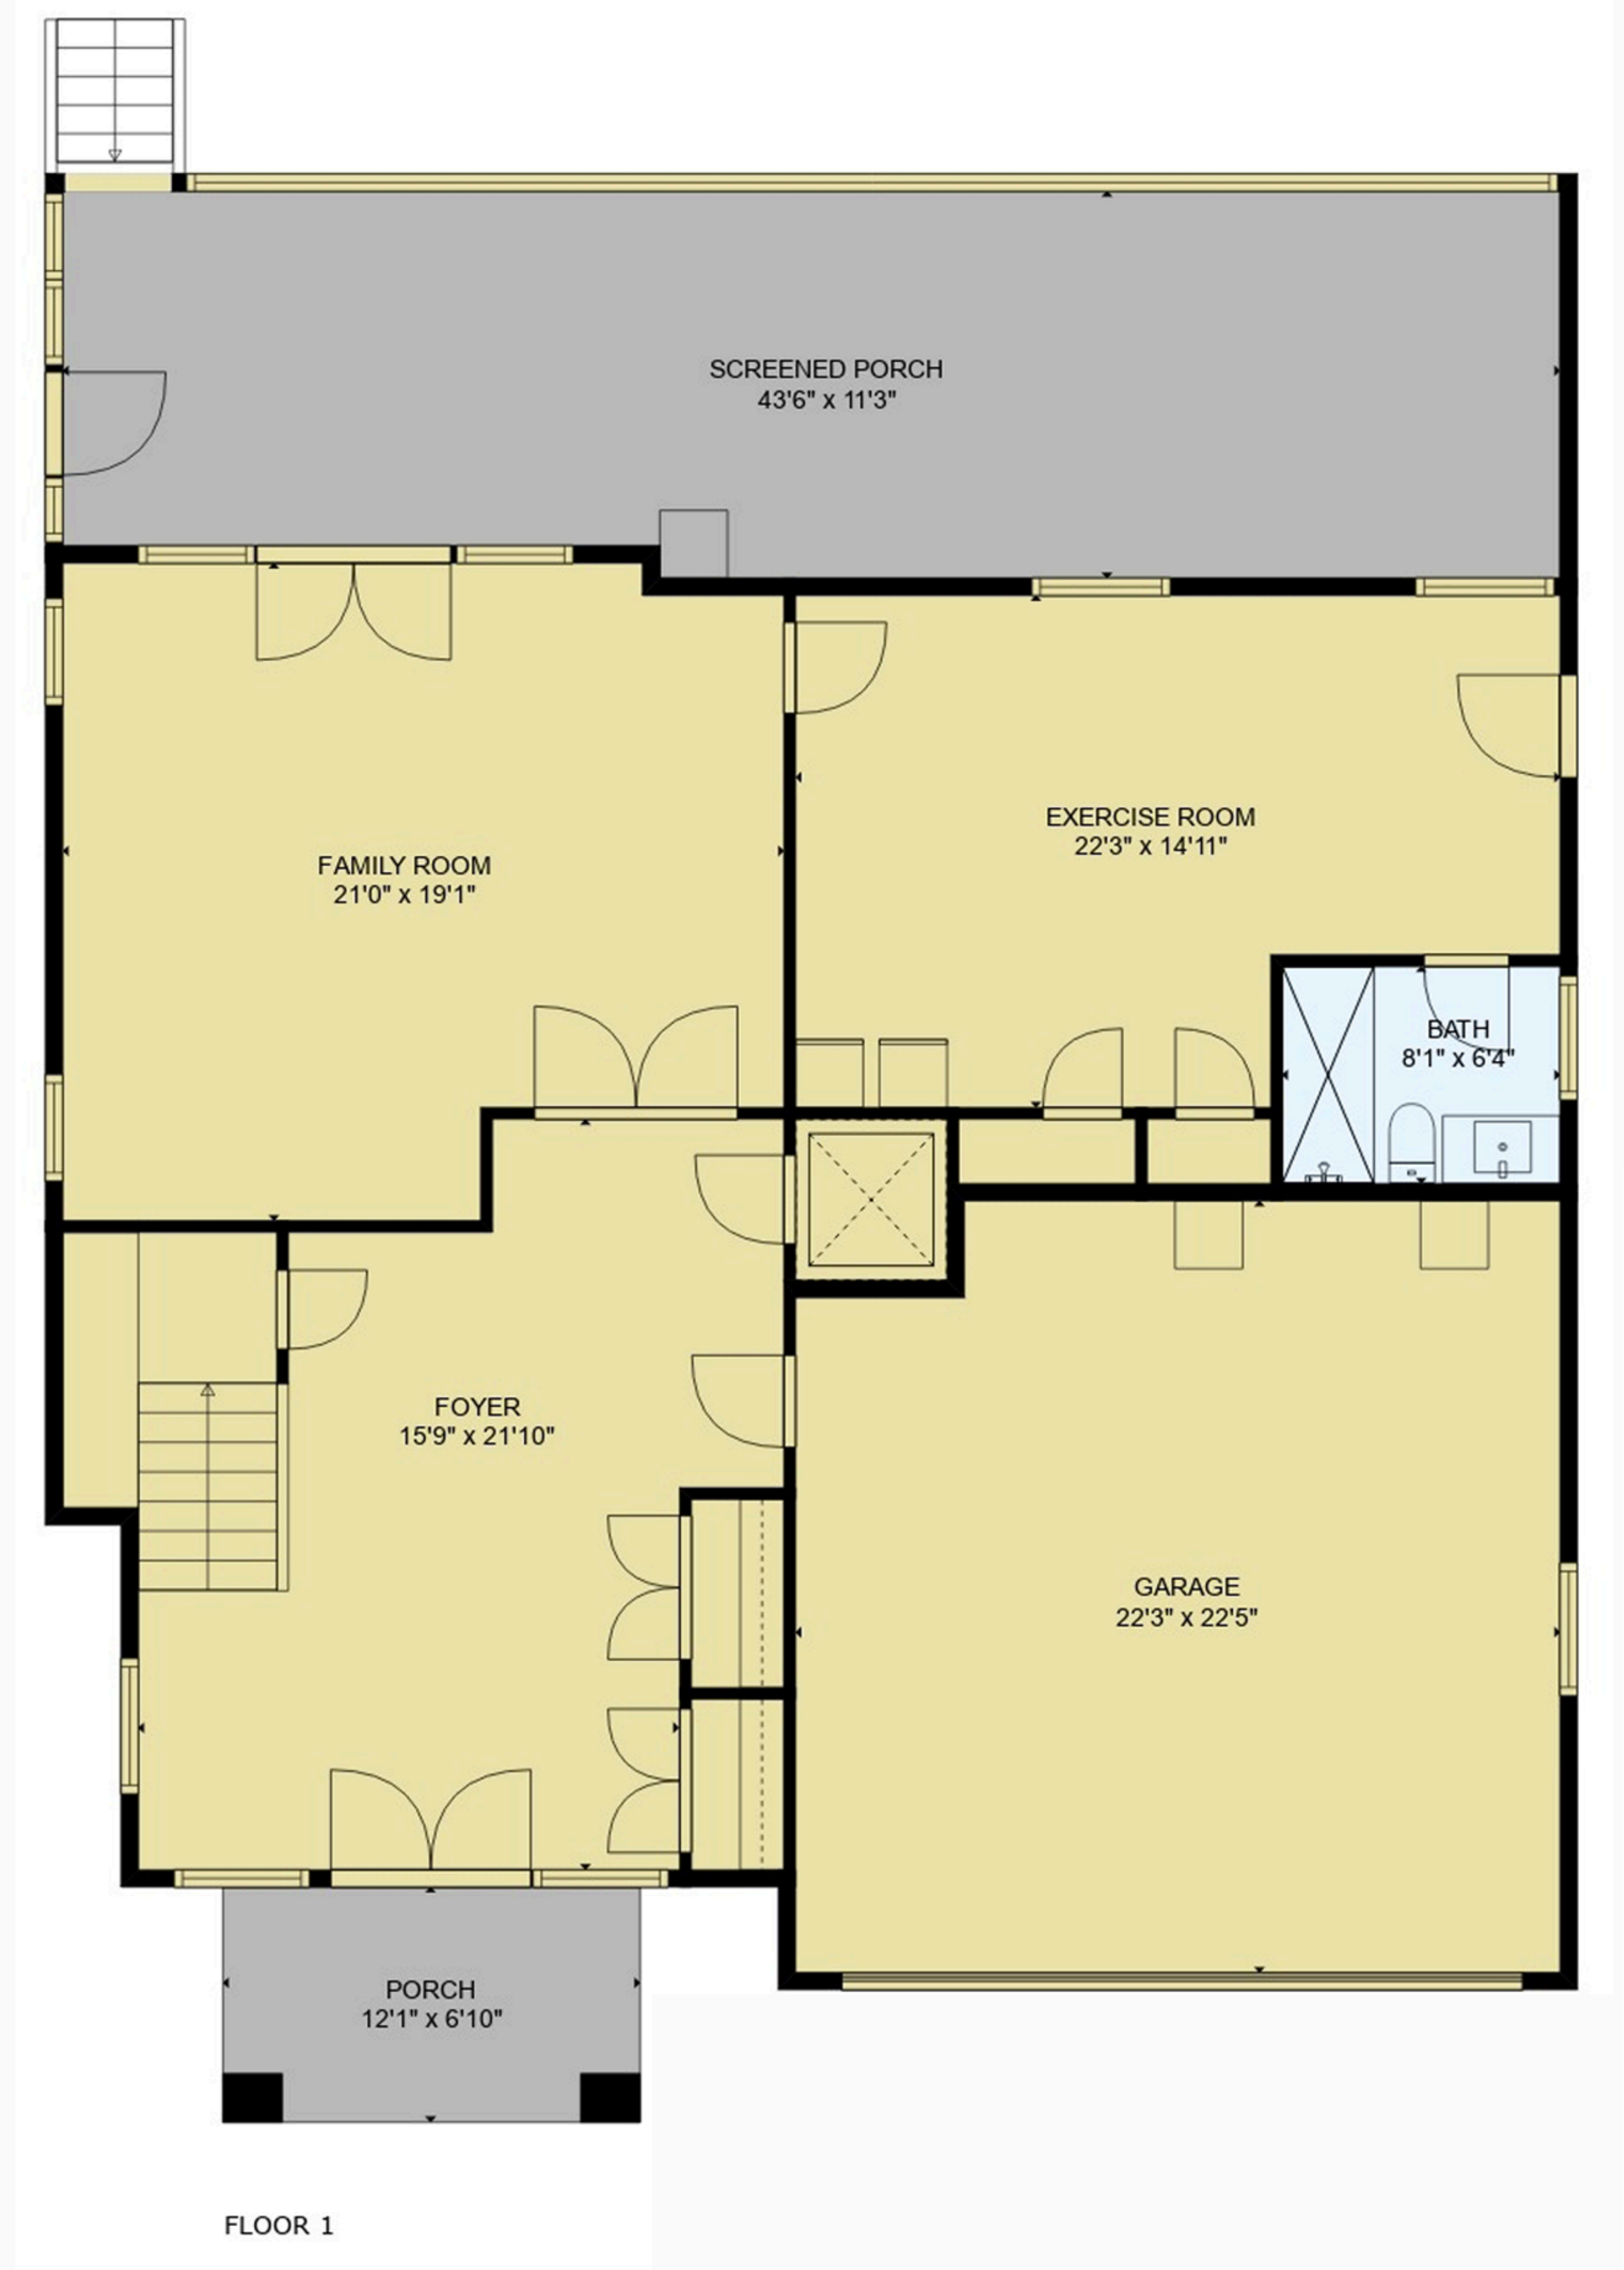 SCREENED PORCH
43'6" x 11'3"
FAMILY ROOM
21'0" x 19'1"
EXERCISE ROOM
22'3" x 14'11"
BATH
8'1" x 6'4"
FOYER
15'9" x 21'10"
GARAGE
22'3" x 22'5"
PORCH
12'1" x 6'10"
FLOOR 1